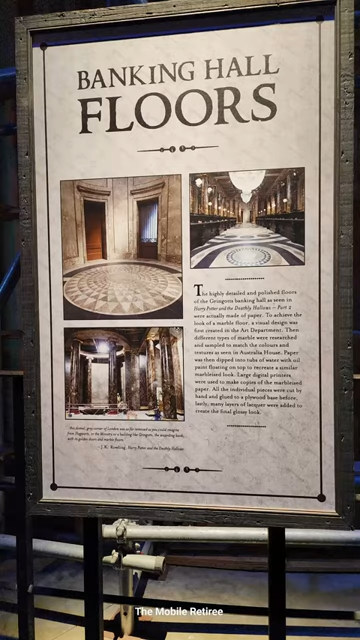 BANKING HALL
FLOORS
The highly detailed and polished floors
of the Gringotts banking hall as seen in
Harry Potter and the Deathly Hallows – Part 2
were actually made of paper. To achieve the
look of a marble floor, a visual design was
first created in the Art Department. Then
different types of marble were researched
and sampled to match the colours and
textures as seen in Australia House. Paper
was then dipped into tubs of water with oil
paint floating on top to recreate a similar
marbleized look. Large digital printers
were used to make copies of the marbleized
paper. All the individual pieces were cut by
hand and glued to a plywood base before,
lastly, many layers of lacquer were added to
create the final glossy look.
- J.K. Rowling, Harry Potter and the Deathly Hallows
The Mobile Retiree